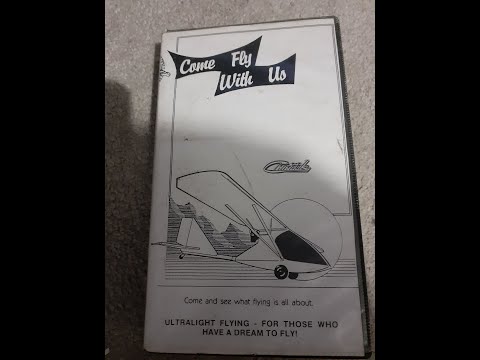 Come Fly
With Us
Come and see what flying is all about.
ULTRALIGHT FLYING - FOR THOSE WHO
HAVE A DREAM TO FLY!